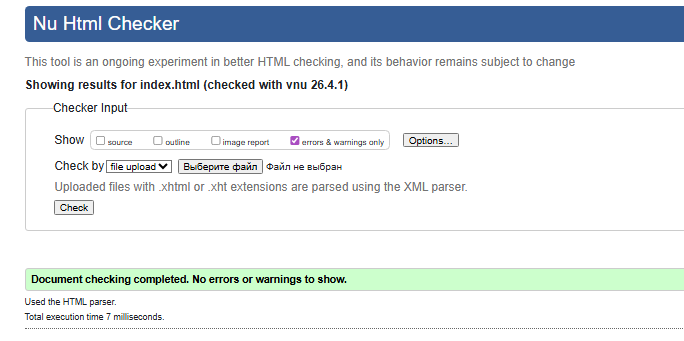 Nu Html Checker
This tool is an ongoing experiment in better HTML checking, and its behavior remains subject to change
Showing results for index.html (checked with vnu 26.4.1)
Checker Input
Show source outline image report errors & warnings only Options...
Check by file upload Выберите файл Файл не выбран
Uploaded files with .xhtml or .xht extensions are parsed using the XML parser.
Check
Document checking completed. No errors or warnings to show.
Used the HTML parser.
Total execution time 7 milliseconds.